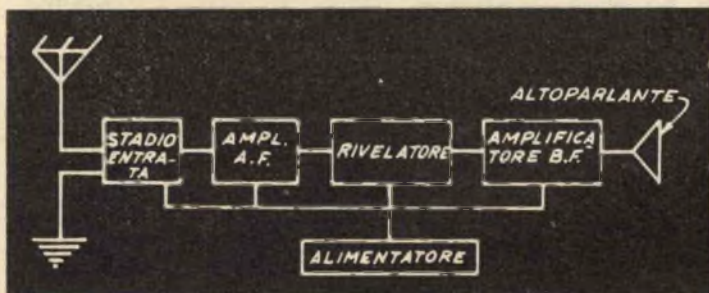 ALTOPARLANTE
STADIO
ENTRA-
TA
AMPL.
A.F.
RIVELATORE
AMPLIFICA
TORE B.F.
ALIMENTATORE